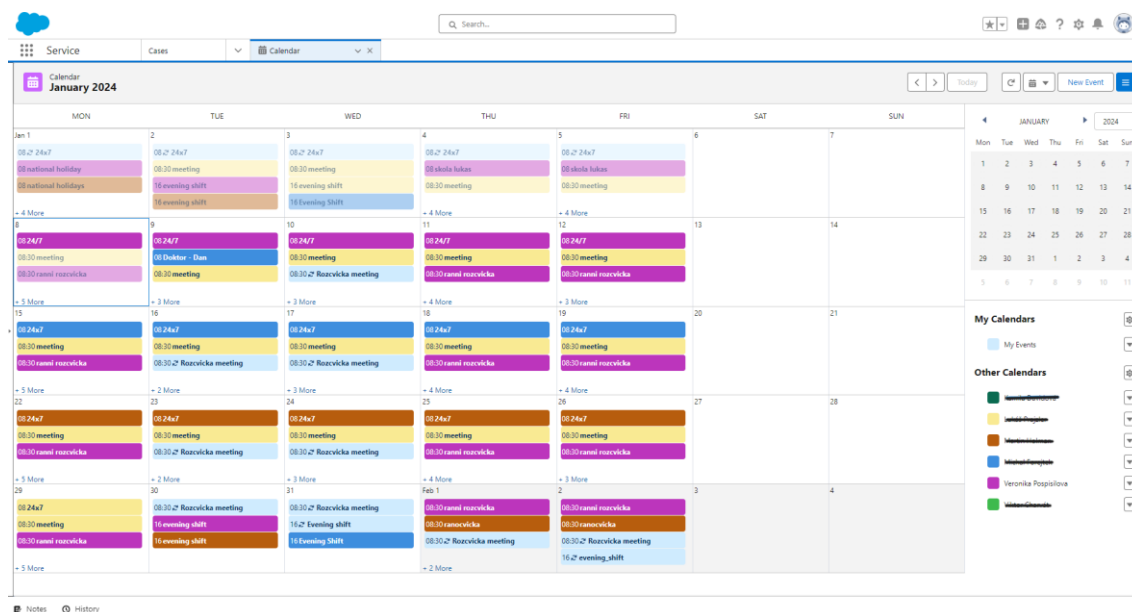 Search...
Service
Cases
Calendar
Calendar
January 2024
Today
New Event
MON TUE WED THU FRI SAT SUN
Jan 1 2 3 4 5 6 7
08 24x7 08 24x7 08 24x7 08 24x7 08 24x7
08 national holiday 08:30 meeting 08:30 meeting 08 skola lukas 08 skola lukas
08 national holidays 16 evening shift 16 evening shift 08:30 meeting 08:30 meeting
16 evening shift 16 Evening Shift
+ 4 More + 4 More + 4 More
8 9 10 11 12 13 14
08 24/7 08 24/7 08 24/7 08 24/7 08 24/7
08:30 meeting 08 Doktor - Dan 08:30 meeting 08:30 meeting 08:30 meeting
08:30 ranni rozcvicka 08:30 meeting 08:30 Rozcvicka meeting 08:30 ranni rozcvicka 08:30 ranni rozcvicka
+ 5 More + 3 More + 3 More + 4 More + 3 More
15 16 17 18 19 20 21
08 24x7 08 24x7 08 24x7 08 24x7 08 24x7
08:30 meeting 08:30 meeting 08:30 meeting 08:30 meeting 08:30 meeting
08:30 ranni rozcvicka 08:30 Rozcvicka meeting 08:30 Rozcvicka meeting 08:30 ranni rozcvicka 08:30 ranni rozcvicka
+ 5 More + 2 More + 3 More + 4 More + 4 More
22 23 24 25 26 27 28
08 24x7 08 24x7 08 24x7 08 24x7 08 24x7
08:30 meeting 08:30 meeting 08:30 meeting 08:30 meeting 08:30 meeting
08:30 ranni rozcvicka 08:30 Rozcvicka meeting 08:30 Rozcvicka meeting 08:30 ranni rozcvicka 08:30 ranni rozcvicka
+ 5 More + 2 More + 3 More + 4 More + 3 More
29 30 31 Feb 1 2 3 4
08 24x7 08:30 Rozcvicka meeting 08:30 Rozcvicka meeting 08:30 ranni rozcvicka 08:30 ranni rozcvicka
08:30 meeting 16 evening shift 16 Evening shift 08:30 ranocvicka 08:30 ranocvicka
08:30 ranni rozcvicka 16 evening shift 16 Evening Shift 08:30 Rozcvicka meeting 08:30 Rozcvicka meeting
16 evening_shift
+ 5 More + 2 More
JANUARY 2024
Mon Tue Wed Thu Fri Sat Sun
1 2 3 4 5 6 7
8 9 10 11 12 13 14
15 16 17 18 19 20 21
22 23 24 25 26 27 28
29 30 31 1 2 3 4
5 6 7 8 9 10 11
My Calendars
My Events
Other Calendars
Veronika Pospisilova
Notes
History